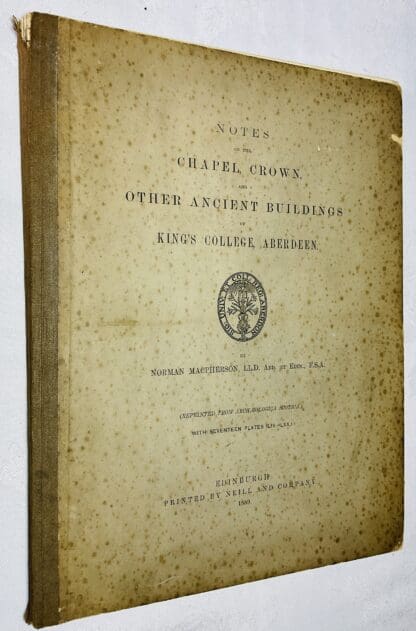 NOTES
ON THE
CHAPEL, CROWN,
AND
OTHER ANCIENT BUILDINGS
OF
KING'S COLLEGE, ABERDEEN.
BY
NORMAN MACPHERSON, LL.D. ABD. ET EDIN., F.S.A.
(REPRINTED FROM ARCHÆOLOGIA SCOTICA.)
WITH SEVENTEEN PLATES
EDINBURGH
PRINTED BY NEILL AND COMPANY
1889.